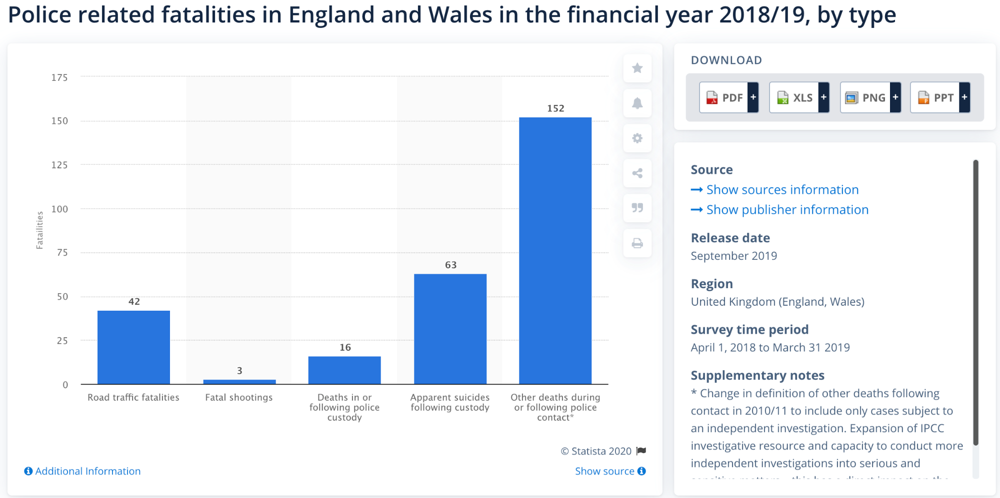 Police related fatalities in England and Wales in the financial year 2018/19, by type
175
150
125
100
75
50
25
0
Fatailities
42
3
16
63
152
Road traffic fatalities
Fatal shootings
Deaths in or
following police
custody
Apparent suicides
following custody
Other deaths during
or following police
contact*
© Statista 2020
Additional Information
Show source
DOWNLOAD
PDF +
XLS +
PNG +
PPT +
Source
→ Show sources information
→ Show publisher information
Release date
September 2019
Region
United Kingdom (England, Wales)
Survey time period
April 1, 2018 to March 31 2019
Supplementary notes
* Change in definition of other deaths following
contact in 2010/11 to include only cases subject to
an independent investigation. Expansion of IPCC
investigative resource and capacity to conduct more
independent investigations into serious and